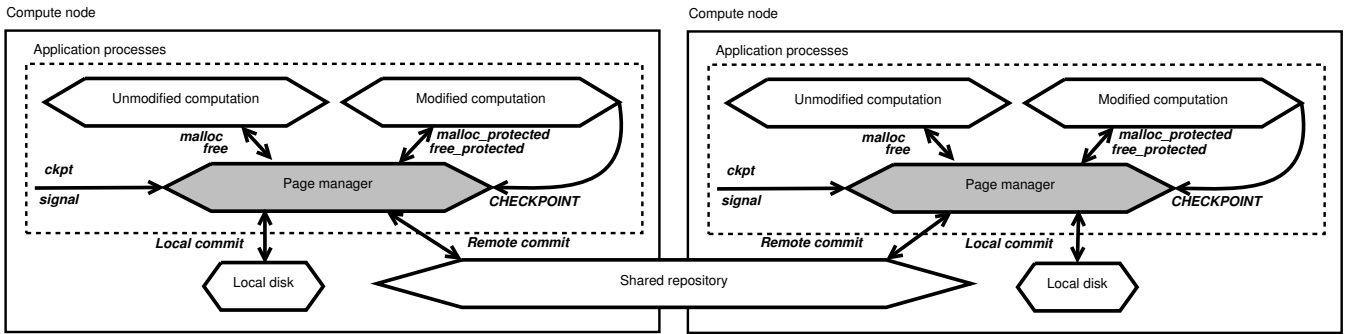 Compute node
Application processes
Unmodified computation
Modified computation
malloc
free
malloc_protected
free_protected
ckpt
signal
Page manager
CHECKPOINT
Local commit
Remote commit
Local disk
Shared repository
Compute node
Application processes
Unmodified computation
Modified computation
malloc
free
malloc_protected
free_protected
ckpt
signal
Page manager
CHECKPOINT
Remote commit
Local commit
Local disk